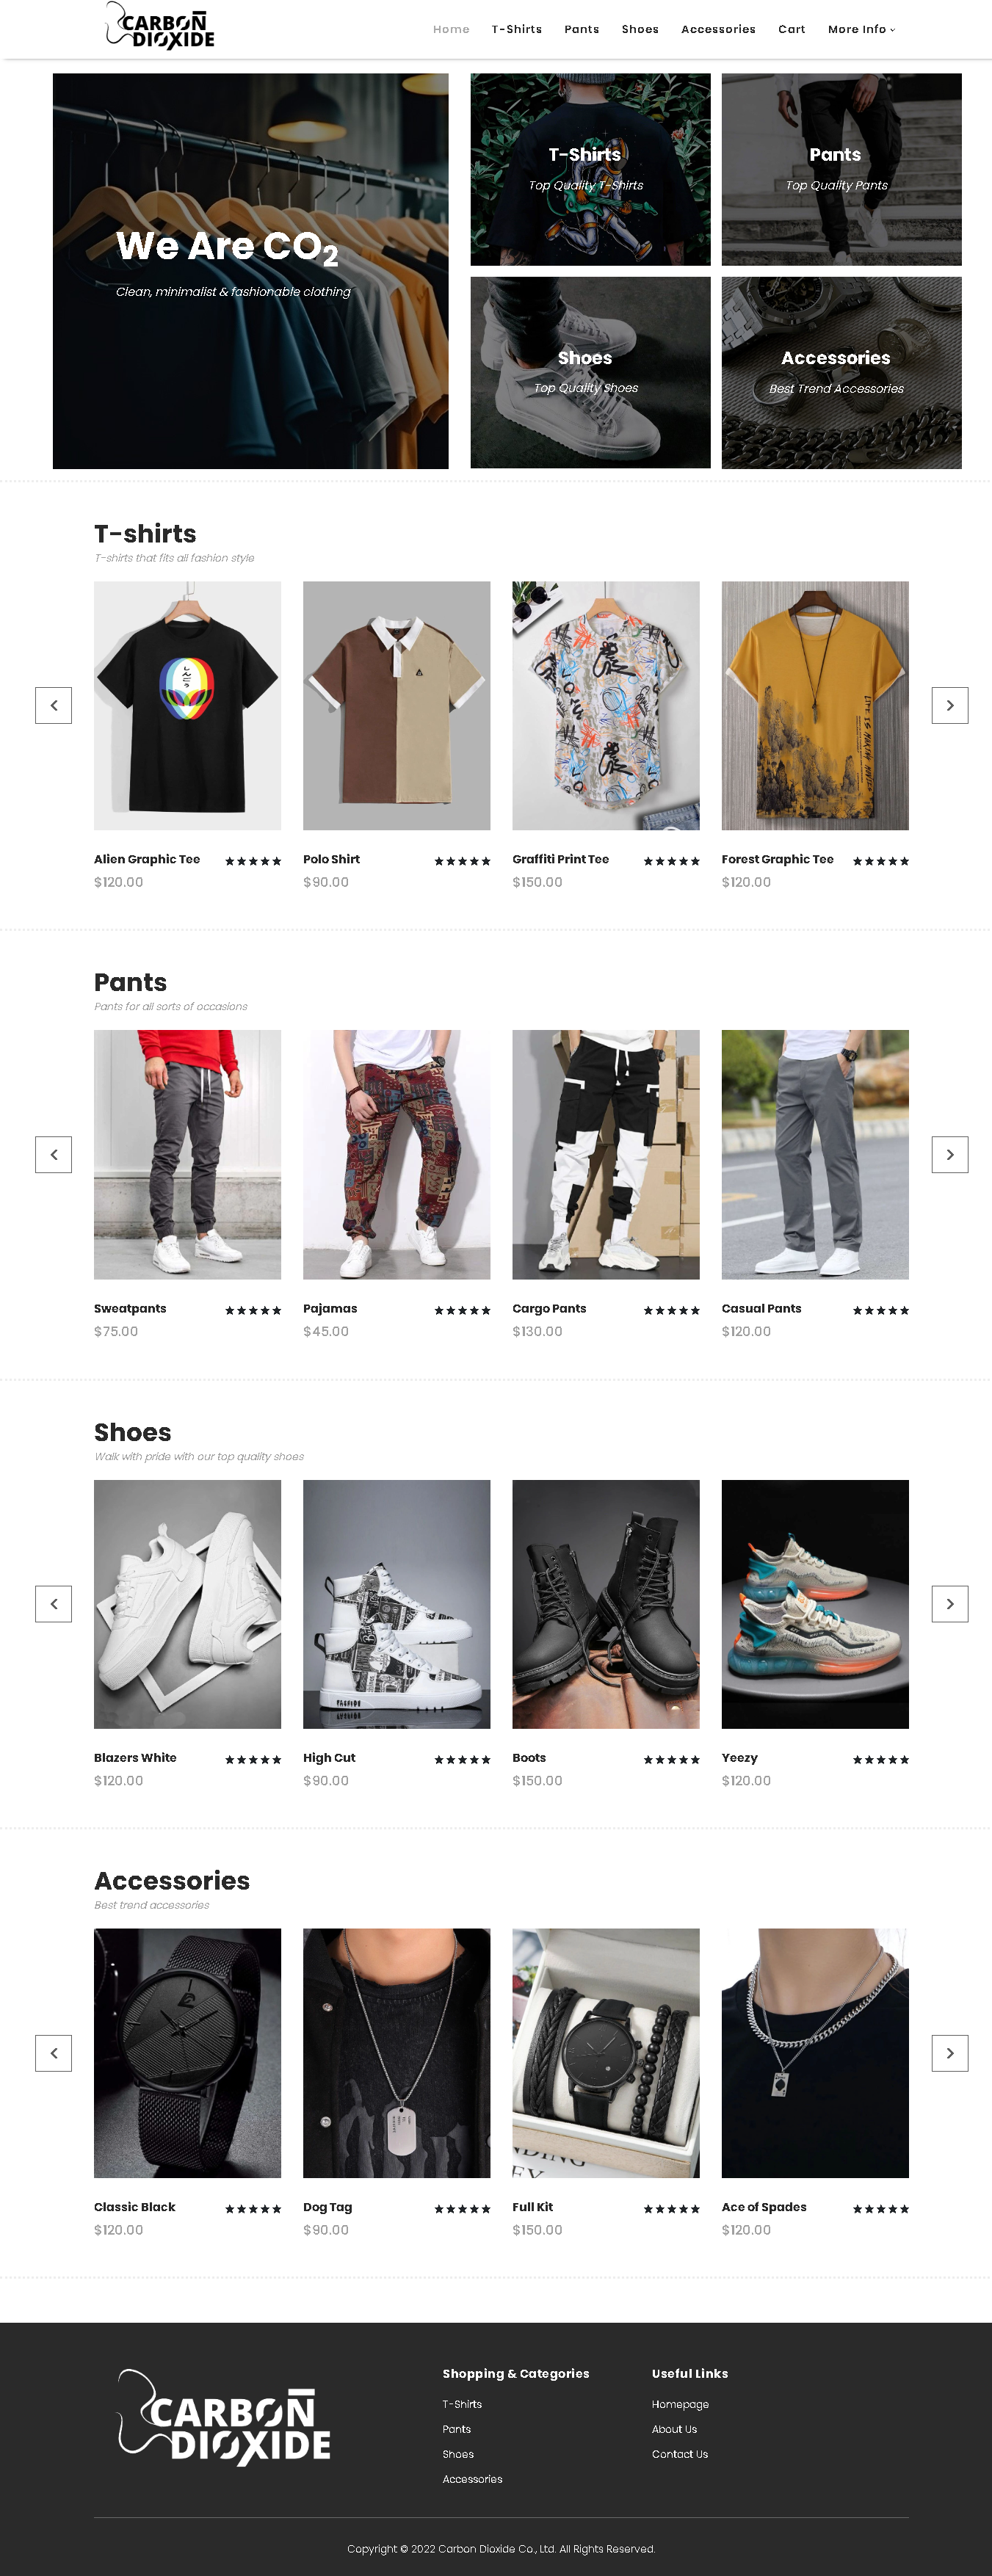 CARBON
DIOXIDE
Home T-Shirts Pants Shoes Accessories Cart More Info
We Are CO₂
Clean, minimalist & fashionable clothing
T-Shirts
Top Quality T-Shirts
Pants
Top Quality Pants
Shoes
Top Quality Shoes
Accessories
Best Trend Accessories
T-shirts
T-shirts that fits all fashion style
Alien Graphic Tee
$120.00
Polo Shirt
$90.00
Graffiti Print Tee
$150.00
Forest Graphic Tee
$120.00
Pants
Pants for all sorts of occasions
Sweatpants
$75.00
Pajamas
$45.00
Cargo Pants
$130.00
Casual Pants
$120.00
Shoes
Walk with pride with our top quality shoes
Blazers White
$120.00
High Cut
$90.00
Boots
$150.00
Yeezy
$120.00
Accessories
Best trend accessories
Classic Black
$120.00
Dog Tag
$90.00
Full Kit
$150.00
Ace of Spades
$120.00
CARBON
DIOXIDE
Shopping & Categories
T-Shirts
Pants
Shoes
Accessories
Useful Links
Homepage
About Us
Contact Us
Copyright © 2022 Carbon Dioxide Co., Ltd. All Rights Reserved.